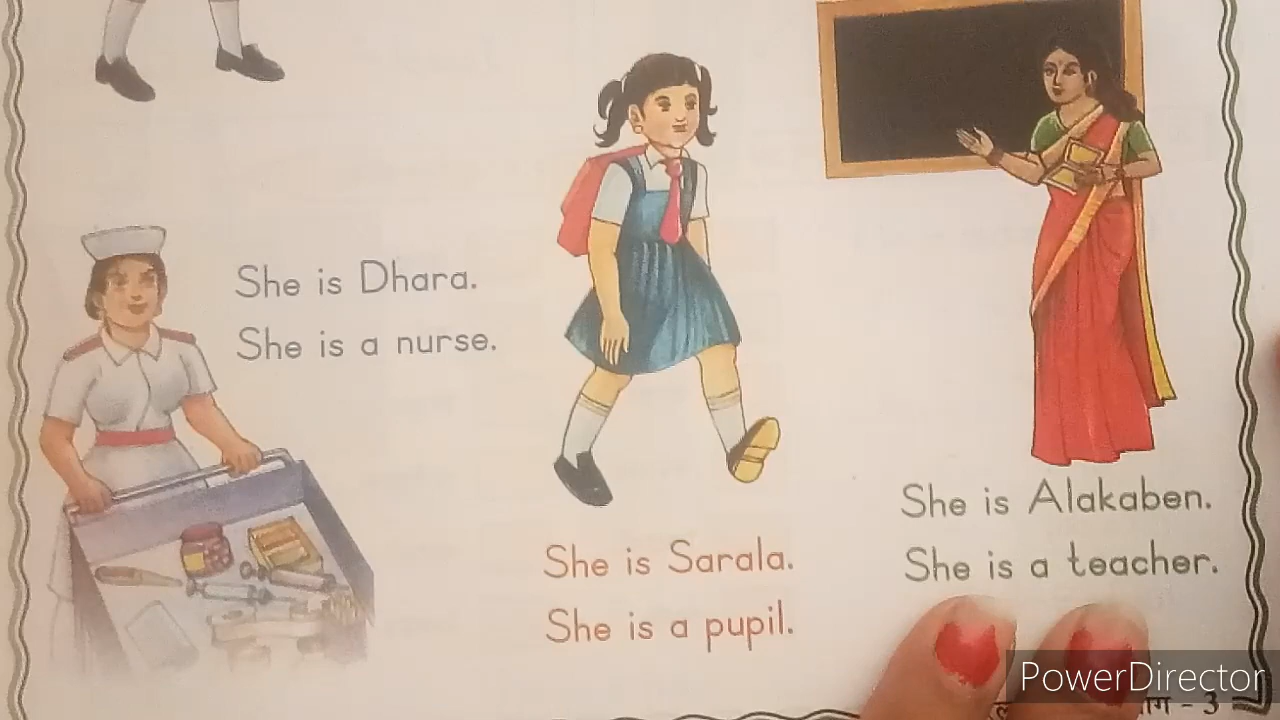 She is Dhara.
She is a nurse.
She is Sarala.
She is a pupil.
She is Alakaben.
She is a teacher.
PowerDirector
- 3